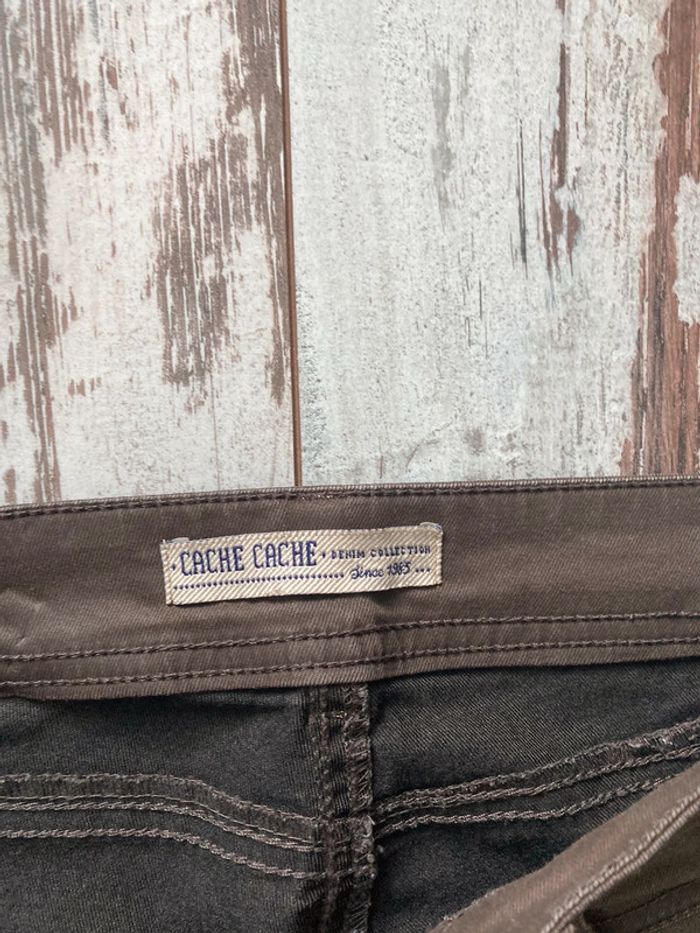 CACHE CACHE • DENIM COLLECTION
Since 1985